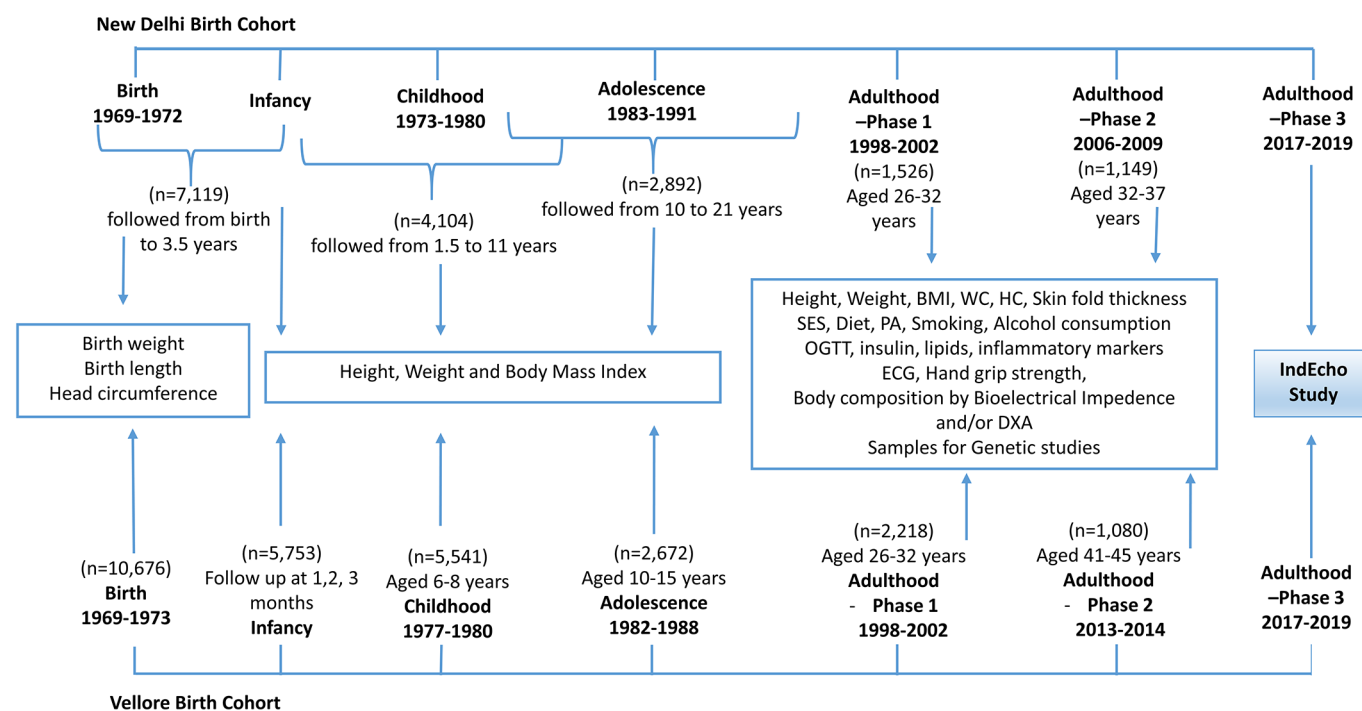 New Delhi Birth Cohort
Birth
1969-1972
Infancy
Childhood
1973-1980
Adolescence
1983-1991
Adulthood
–Phase 1
1998-2002
(n=1,526)
Aged 26-32
years
Adulthood
–Phase 2
2006-2009
(n=1,149)
Aged 32-37
years
Adulthood
–Phase 3
2017-2019
(n=7,119)
followed from birth
to 3.5 years
(n=4,104)
followed from 1.5 to 11 years
(n=2,892)
followed from 10 to 21 years
Birth weight
Birth length
Head circumference
Height, Weight and Body Mass Index
Height, Weight, BMI, WC, HC, Skin fold thickness
SES, Diet, PA, Smoking, Alcohol consumption
OGTT, insulin, lipids, inflammatory markers
ECG, Hand grip strength,
Body composition by Bioelectrical Impedence
and/or DXA
Samples for Genetic studies
IndEcho
Study
(n=10,676)
Birth
1969-1973
(n=5,753)
Follow up at 1,2, 3
months
Infancy
(n=5,541)
Aged 6-8 years
Childhood
1977-1980
(n=2,672)
Aged 10-15 years
Adolescence
1982-1988
(n=2,218)
Aged 26-32 years
Adulthood
- Phase 1
1998-2002
(n=1,080)
Aged 41-45 years
Adulthood
- Phase 2
2013-2014
Adulthood
–Phase 3
2017-2019
Vellore Birth Cohort